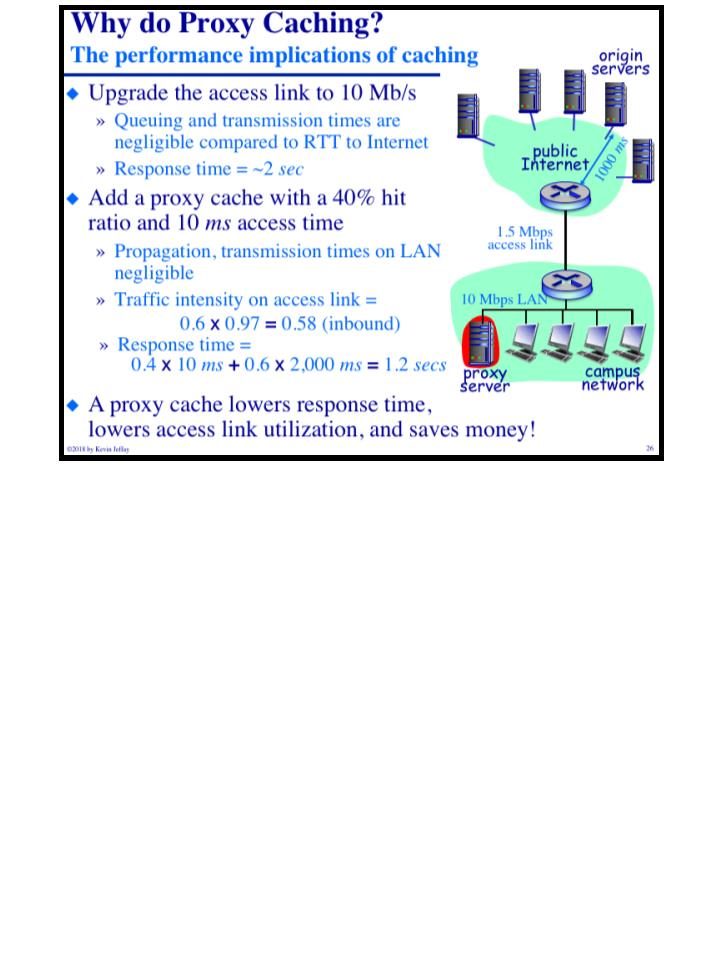 Why do Proxy Caching?
The performance implications of caching
◆ Upgrade the access link to 10 Mb/s
» Queuing and transmission times are
negligible compared to RTT to Internet
» Response time = ~2 sec
◆ Add a proxy cache with a 40% hit
ratio and 10 ms access time
» Propagation, transmission times on LAN
negligible
» Traffic intensity on access link =
0.6 x 0.97 = 0.58 (inbound)
» Response time =
0.4 x 10 ms + 0.6 x 2,000 ms = 1.2 secs
◆ A proxy cache lowers response time,
lowers access link utilization, and saves money!
origin
servers
public
Internet
1000 ms
1.5 Mbps
access link
10 Mbps LAN
proxy
server
campus
network
©2018 by Kevin Jeffay
26